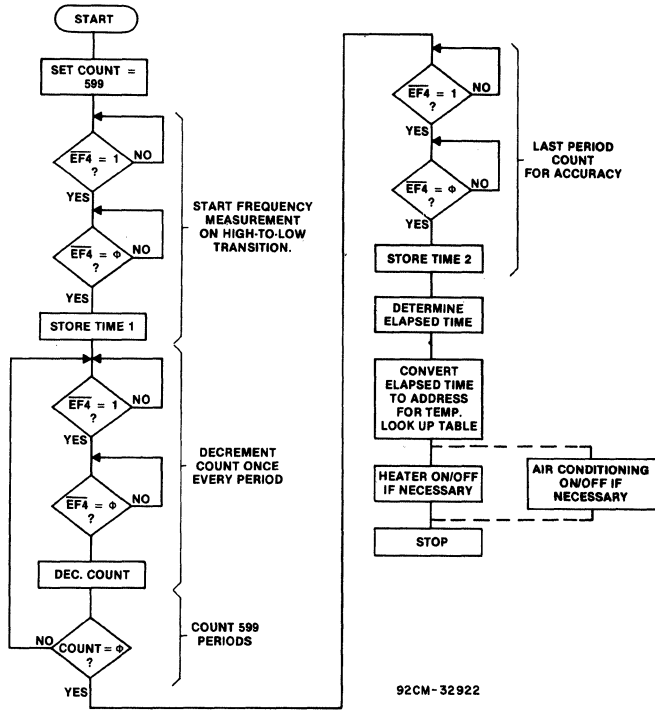 START
SET COUNT =
599
EF4 = 1
?
NO
YES
EF4 = Φ
?
NO
YES
STORE TIME 1
START FREQUENCY
MEASUREMENT
ON HIGH-TO-LOW
TRANSITION.
EF4 = 1
?
NO
YES
EF4 = Φ
?
NO
DEC. COUNT
DECREMENT
COUNT ONCE
EVERY PERIOD
NO
COUNT = Φ
?
YES
COUNT 599
PERIODS
EF4 = 1
?
NO
YES
EF4 = Φ
?
NO
YES
STORE TIME 2
LAST PERIOD
COUNT
FOR ACCURACY
DETERMINE
ELAPSED TIME
CONVERT
ELAPSED TIME
TO ADDRESS
FOR TEMP.
LOOK UP TABLE
HEATER ON/OFF
IF NECESSARY
AIR CONDITIONING
ON/OFF IF
NECESSARY
STOP
92CM-32922